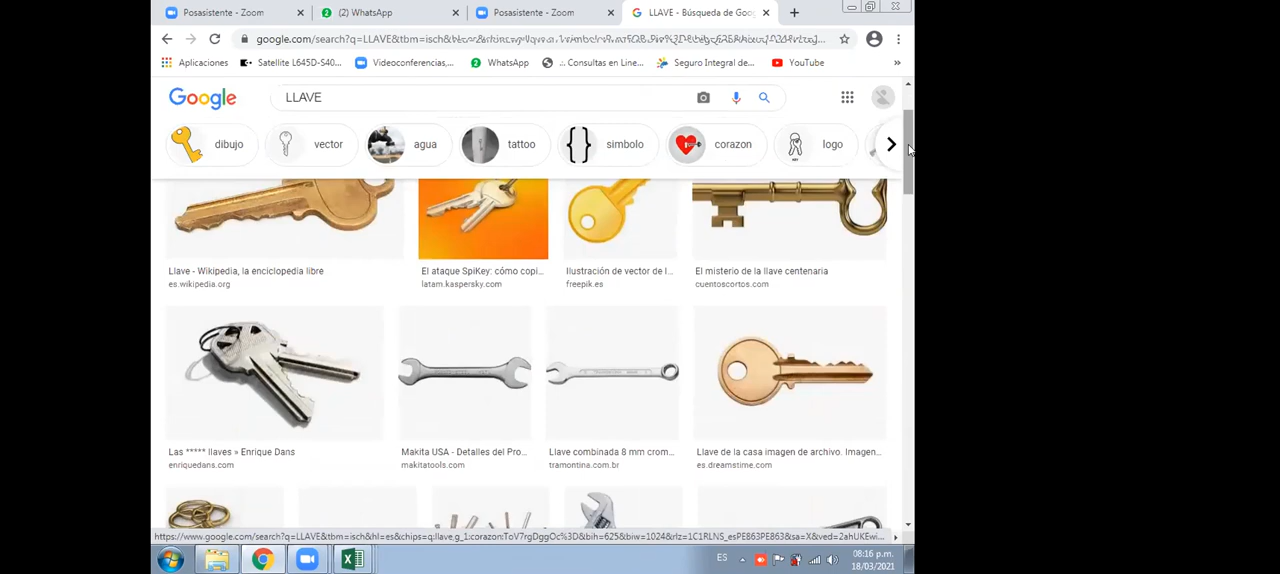 Posasistente - Zoom
(2) WhatsApp
Posasistente - Zoom
LLAVE - Búsqueda de Goog
Aplicaciones
Satellite L645D-S40...
Videoconferencias,...
WhatsApp
.:. Consultas en Line...
Seguro Integral de...
YouTube
Google
LLAVE
dibujo
vector
agua
tattoo
simbolo
corazon
logo
Llave - Wikipedia, la enciclopedia libre
es.wikipedia.org
El ataque SpiKey: cómo copi...
latam.kaspersky.com
Ilustración de vector de l...
freepik.es
El misterio de la llave centenaria
cuentoscortos.com
Las ***** llaves » Enrique Dans
enriquedans.com
Makita USA - Detalles del Pro...
makitatools.com
Llave combinada 8 mm crom...
tramontina.com.br
Llave de la casa imagen de archivo. Imagen...
es.dreamstime.com
ES
08:16 p.m.
18/03/2021